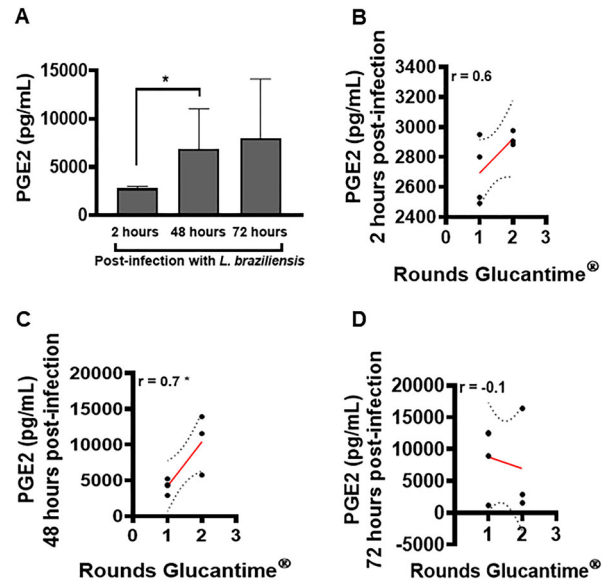 A
PGE2 (pg/mL)
15000
10000
5000
0
*
2 hours 48 hours 72 hours
Post-infection with L. braziliensis
B
PGE2 (pg/mL)
2 hours post-infection
3400
3200
3000
2800
2600
2400
r = 0.6
0 1 2 3
Rounds Glucantime®
C
PGE2 (pg/mL)
48 hours post-infection
20000
15000
10000
5000
0
r = 0.7 *
0 1 2 3
Rounds Glucantime®
D
PGE2 (pg/mL)
72 hours post-infection
20000
15000
10000
5000
0
-5000
r = -0.1
1 2 3
Rounds Glucantime®